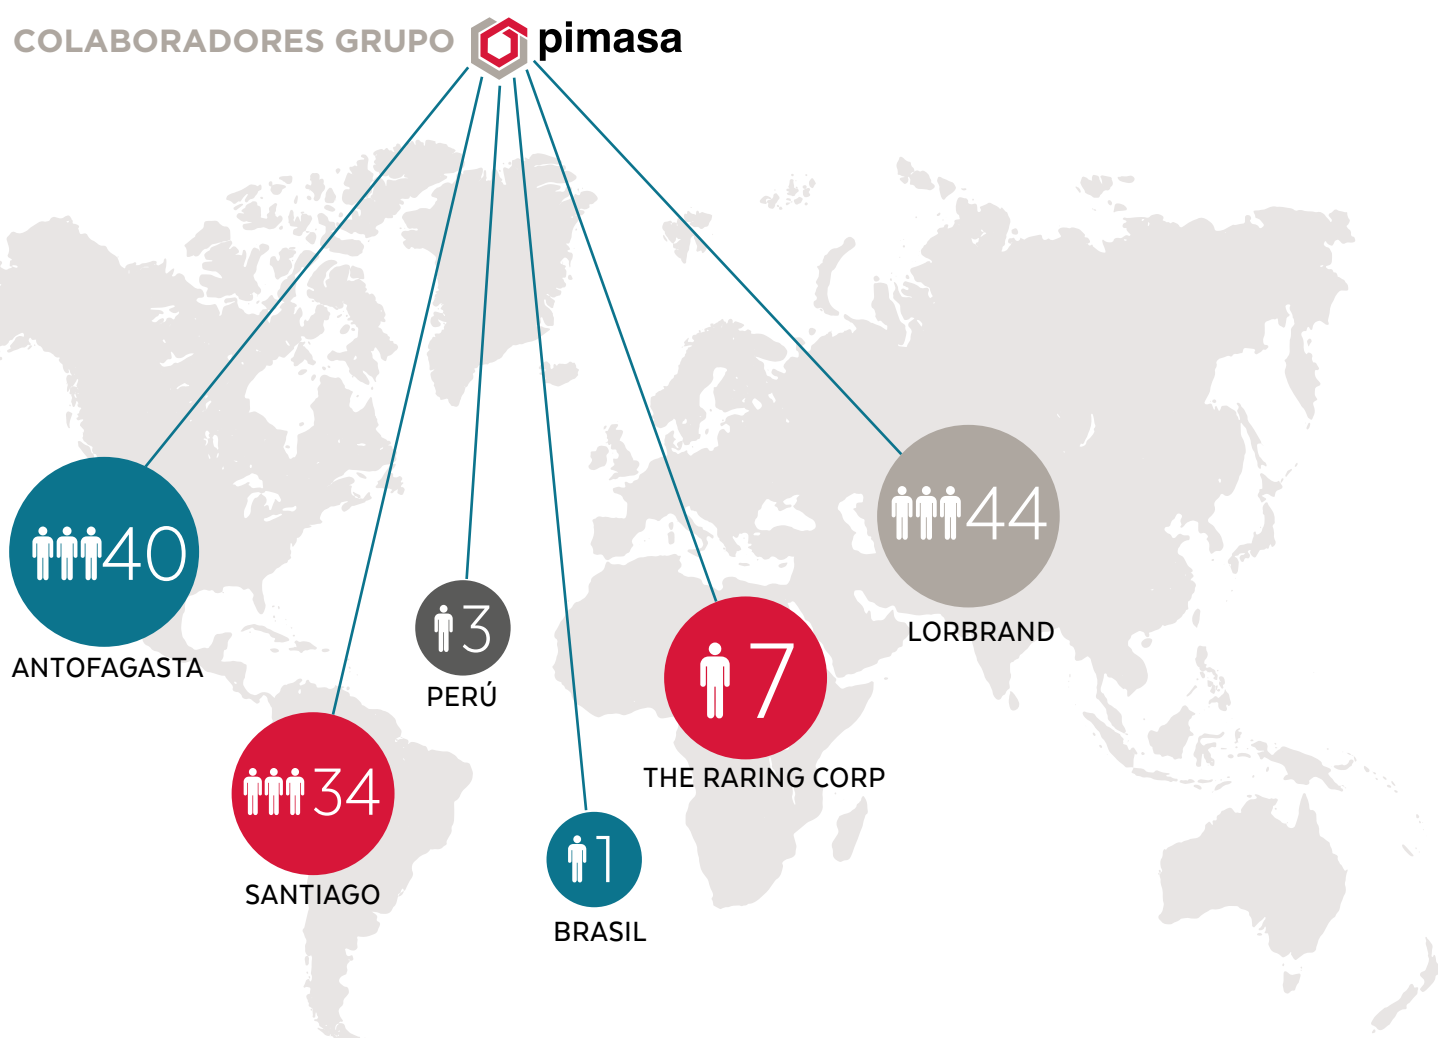 COLABORADORES GRUPO pimasa
40
ANTOFAGASTA
34
SANTIAGO
3
PERÚ
1
BRASIL
7
THE RARING CORP
44
LORBRAND